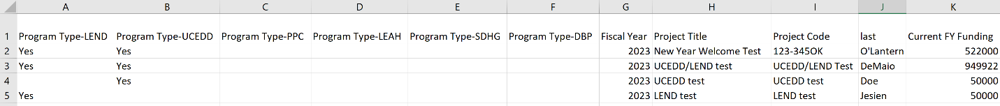 A B C D E F G H I J K
1 Program Type-LEND Program Type-UCEDD Program Type-PPC Program Type-LEAH Program Type-SDHG Program Type-DBP Fiscal Year Project Title Project Code last Current FY Funding
2 Yes Yes 2023 New Year Welcome Test 123-345OK O'Lantern 522000
3 Yes Yes 2023 UCEDD/LEND test UCEDD/LEND Test DeMaio 949922
4 Yes 2023 UCEDD test UCEDD test Doe 50000
5 Yes 2023 LEND test LEND test Jesien 50000